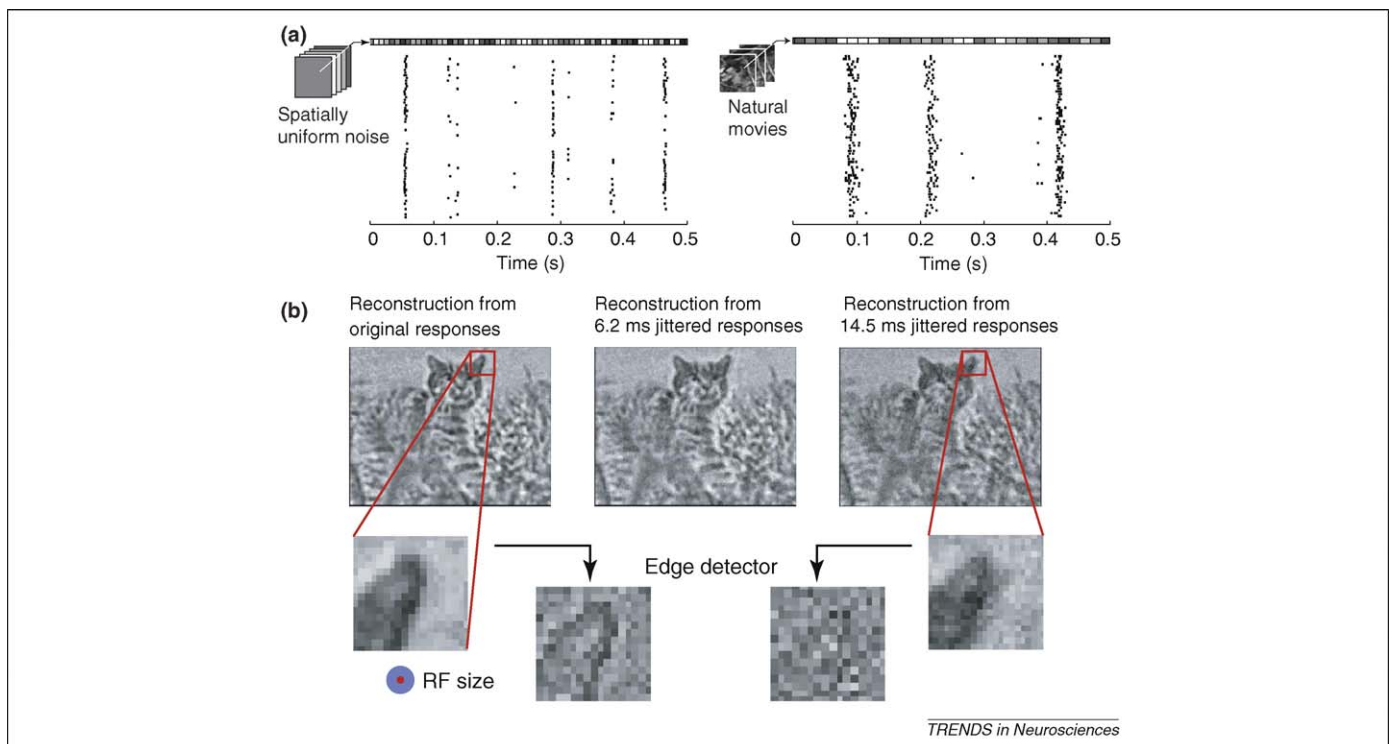 (a)
Spatially
uniform noise
0 0.1 0.2 0.3 0.4 0.5
Time (s)
Natural
movies
0 0.1 0.2 0.3 0.4 0.5
Time (s)
(b)
Reconstruction from
original responses
Reconstruction from
6.2 ms jittered responses
Reconstruction from
14.5 ms jittered responses
Edge detector
RF size
TRENDS in Neurosciences